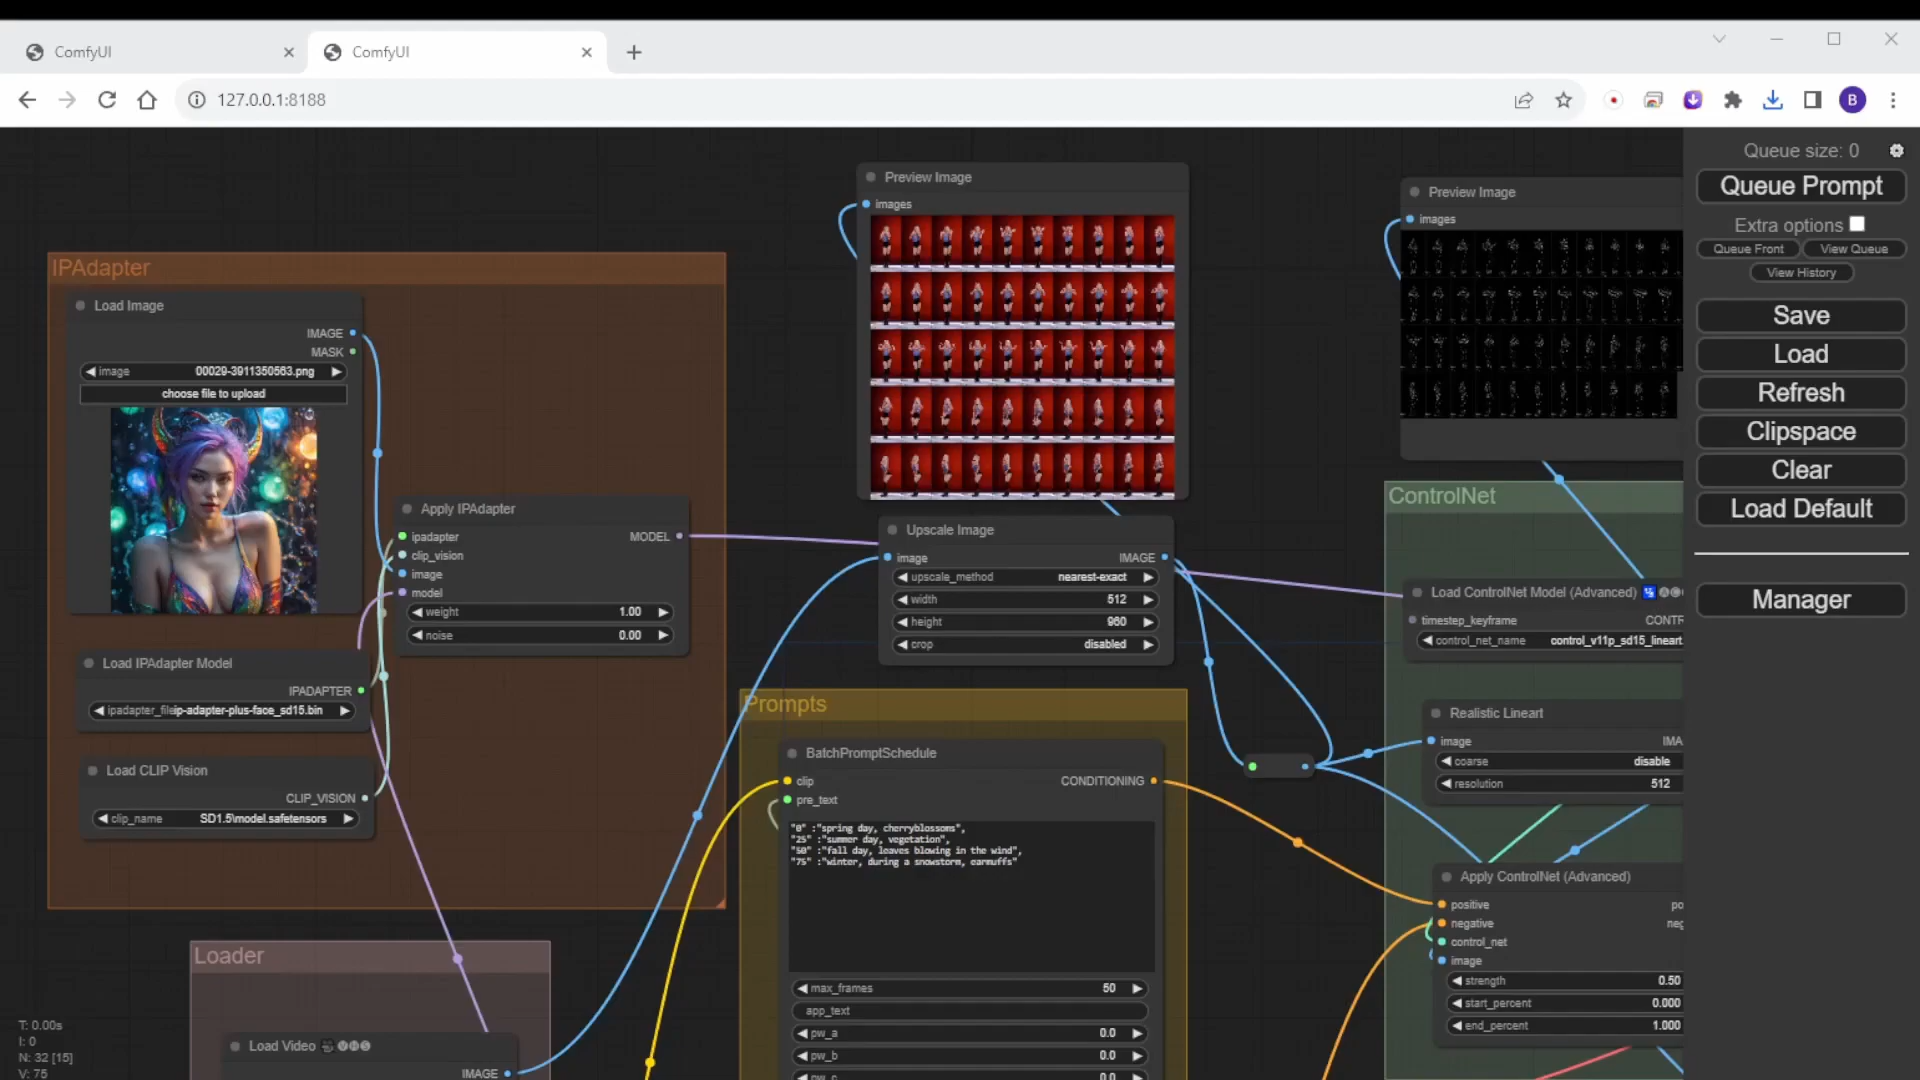 ComfyUI
ComfyUI
127.0.0.1:8188
B
Queue size: 0
Queue Prompt
Extra options
Queue Front
View Queue
View History
Save
Load
Refresh
Clipspace
Clear
Load Default
Manager
IPAdapter
Load Image
IMAGE
MASK
image 00029-3911350563.png
choose file to upload
Apply IPAdapter
ipadapter MODEL
clip_vision
image
model
weight 1.00
noise 0.00
Load IPAdapter Model
IPADAPTER
ipadapter_file ip-adapter-plus-face_sd15.bin
Load CLIP Vision
CLIP_VISION
clip_name SD1.5\model.safetensors
Loader
Load Video
IMAGE
Preview Image
images
Upscale Image
image IMAGE
upscale_method nearest-exact
width 512
height 960
crop disabled
Prompts
BatchPromptSchedule
clip CONDITIONING
pre_text
"0" :"spring day, cherryblossoms",
"25" :"summer day, vegetation",
"50" :"fall day, leaves blowing in the wind",
"75" :"winter, during a snowstorm, earmuffs"
max_frames 50
app_text
pw_a 0.0
pw_b 0.0
pw_c 0.0
Preview Image
images
ControlNet
Load ControlNet Model (Advanced)
timestep_keyframe CONTR
control_net_name control_v11p_sd15_lineart
Realistic Lineart
image IMA
coarse disable
resolution 512
Apply ControlNet (Advanced)
positive po
negative neg
control_net
image
strength 0.50
start_percent 0.000
end_percent 1.000
T: 0.00s
I: 0
N: 32 [15]
V: 75